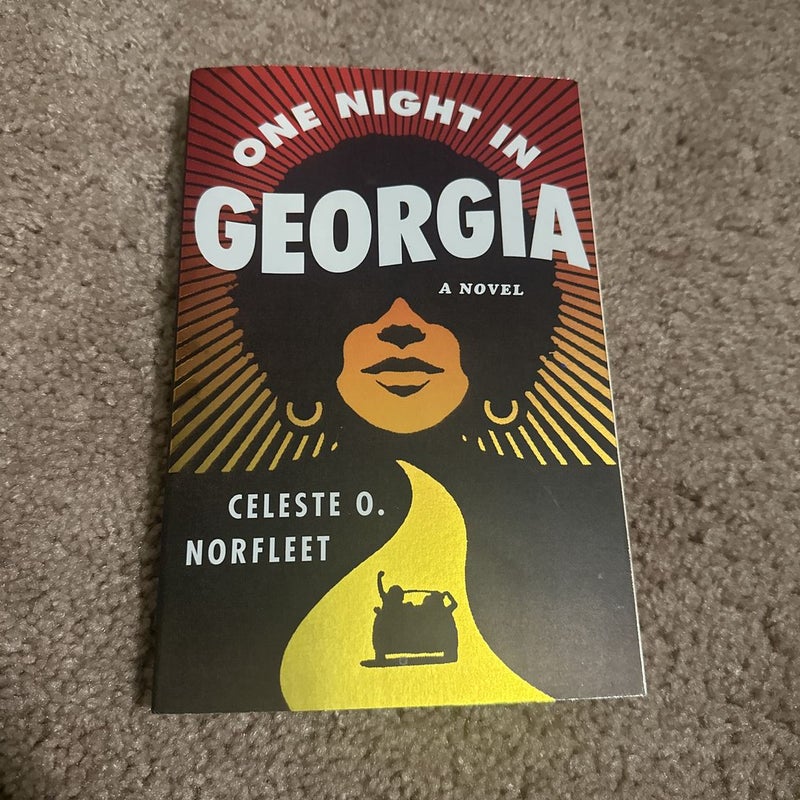 ONE NIGHT IN
GEORGIA
A NOVEL
CELESTE O.
NORFLEET